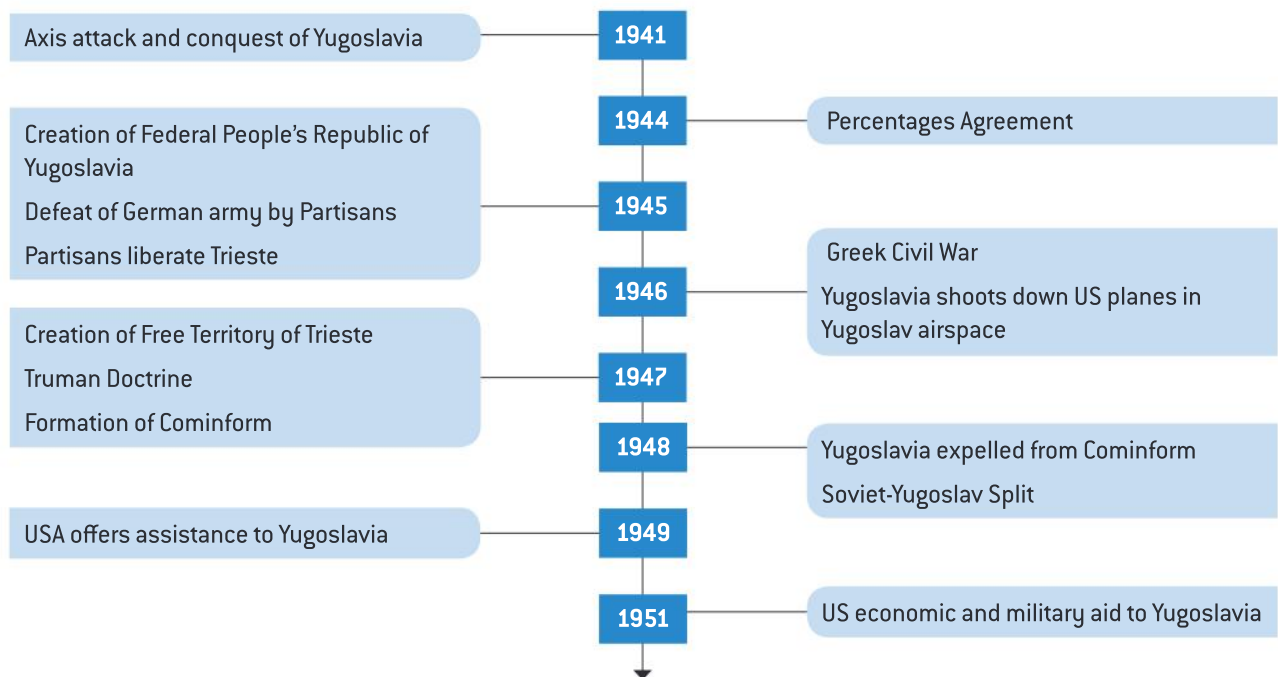 Axis attack and conquest of Yugoslavia
1941
1944
Percentages Agreement
Creation of Federal People's Republic of
Yugoslavia
Defeat of German army by Partisans
Partisans liberate Trieste
1945
1946
Greek Civil War
Yugoslavia shoots down US planes in
Yugoslav airspace
Creation of Free Territory of Trieste
Truman Doctrine
Formation of Cominform
1947
1948
Yugoslavia expelled from Cominform
Soviet-Yugoslav Split
USA offers assistance to Yugoslavia
1949
1951
US economic and military aid to Yugoslavia